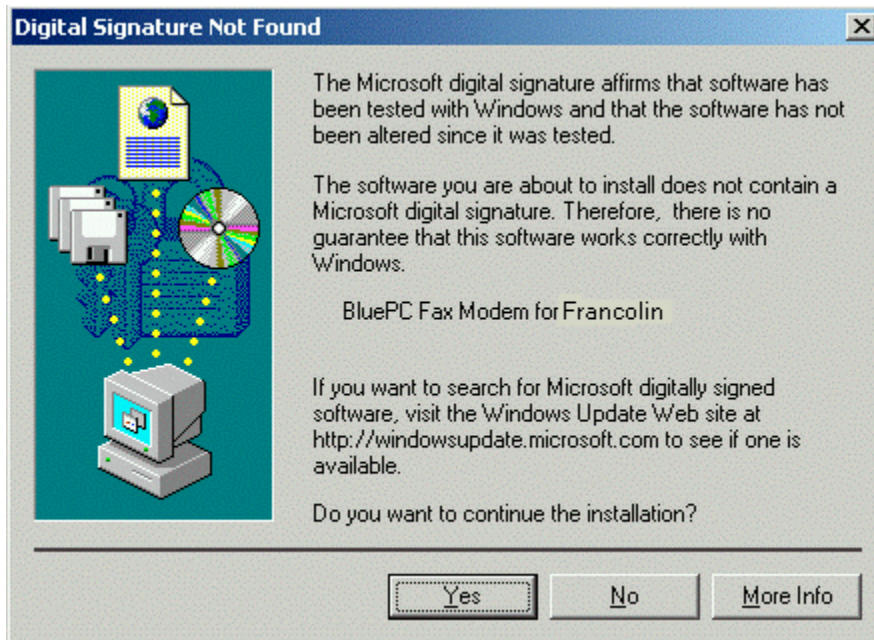 Digital Signature Not Found
The Microsoft digital signature affirms that software has
been tested with Windows and that the software has not
been altered since it was tested.
The software you are about to install does not contain a
Microsoft digital signature. Therefore, there is no
guarantee that this software works correctly with
Windows.
BluePC Fax Modem for Francolin
If you want to search for Microsoft digitally signed
software, visit the Windows Update Web site at
http://windowsupdate.microsoft.com to see if one is
available.
Do you want to continue the installation?
Yes No More Info